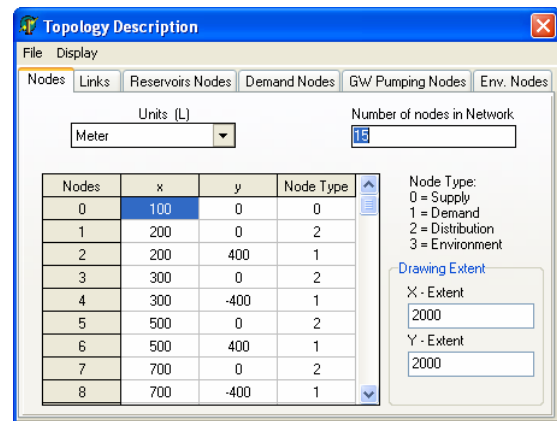 Topology Description
File Display
Nodes Links Reservoirs Nodes Demand Nodes GW Pumping Nodes Env. Nodes
Units (L) Number of nodes in Network
Meter 15
Nodes x y Node Type
0 100 0 0
1 200 0 2
2 200 400 1
3 300 0 2
4 300 -400 1
5 500 0 2
6 500 400 1
7 700 0 2
8 700 -400 1
Node Type:
0 = Supply
1 = Demand
2 = Distribution
3 = Environment
Drawing Extent
X - Extent
2000
Y - Extent
2000